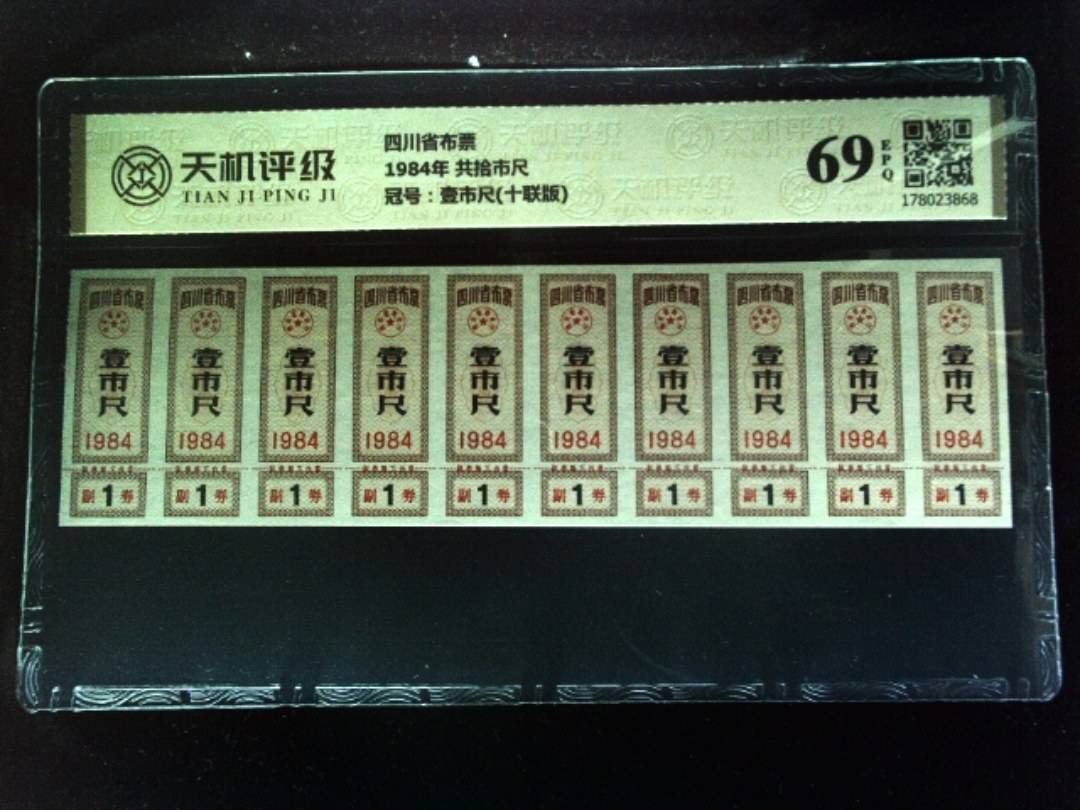 天机评级
TIAN JI PING JI
四川省布票
1984年 共拾市尺
冠号：壹市尺(十联版)
69
EPQ
178023868
四川省布票 四川省布票 四川省布票 四川省布票 四川省布票 四川省布票 四川省布票 四川省布票 四川省布票 四川省布票
壹市尺 壹市尺 壹市尺 壹市尺 壹市尺 壹市尺 壹市尺 壹市尺 壹市尺 壹市尺
1984 1984 1984 1984 1984 1984 1984 1984 1984 1984
副1券 副1券 副1券 副1券 副1券 副1券 副1券 副1券 副1券 副1券